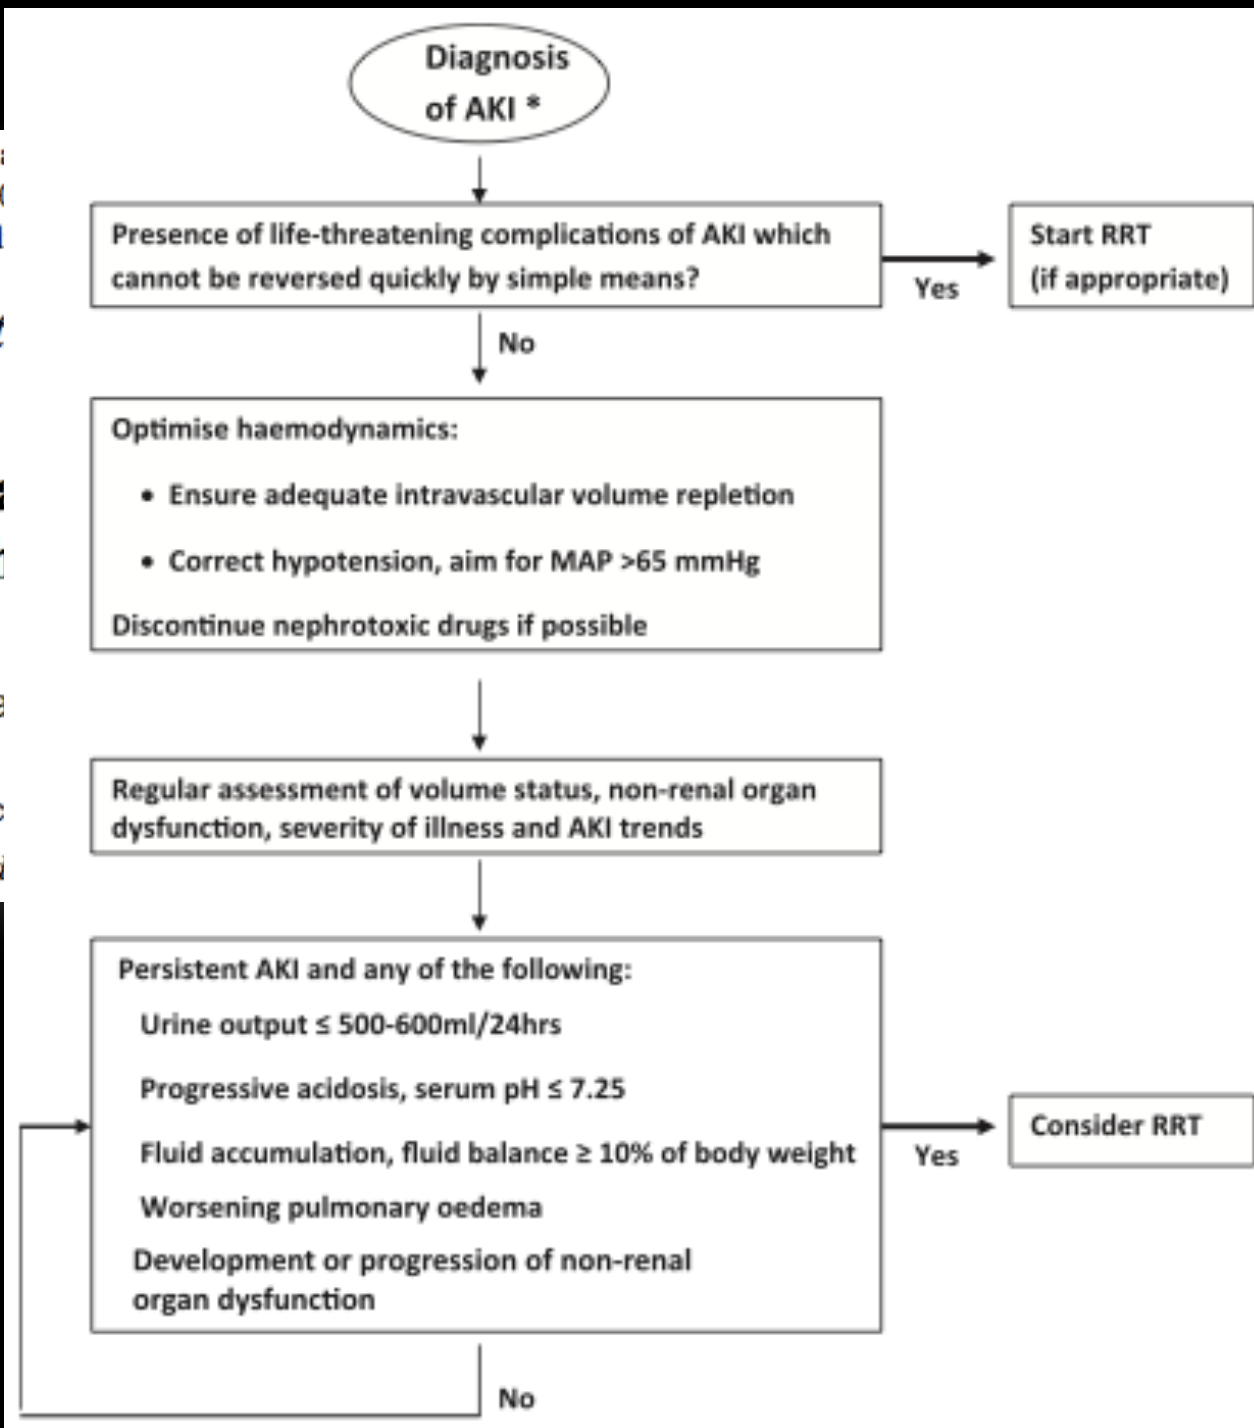 Diagnosis
of AKI *
Presence of life-threatening complications of AKI which
cannot be reversed quickly by simple means?
Yes
Start RRT
(if appropriate)
No
Optimise haemodynamics:
• Ensure adequate intravascular volume repletion
• Correct hypotension, aim for MAP >65 mmHg
Discontinue nephrotoxic drugs if possible
Regular assessment of volume status, non-renal organ
dysfunction, severity of illness and AKI trends
Persistent AKI and any of the following:
Urine output ≤ 500-600ml/24hrs
Progressive acidosis, serum pH ≤ 7.25
Fluid accumulation, fluid balance ≥ 10% of body weight
Worsening pulmonary oedema
Development or progression of non-renal
organ dysfunction
Yes
Consider RRT
No